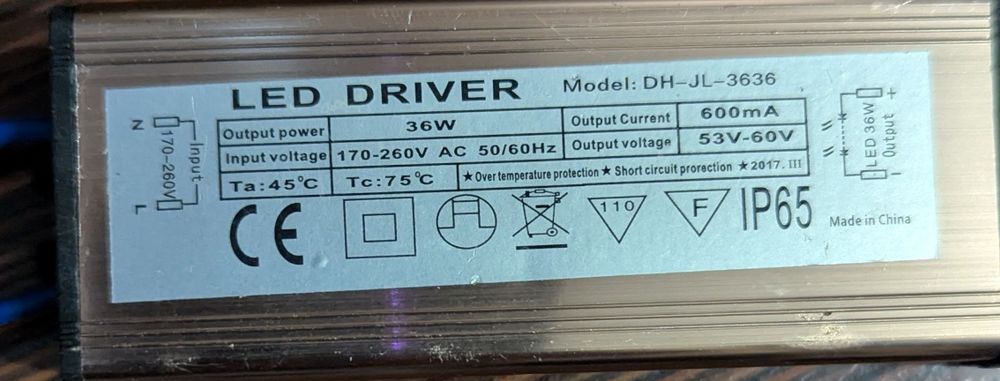 LED DRIVER Model: DH-JL-3636
Output power 36W Output Current 600mA
Input voltage 170-260V AC 50/60Hz Output voltage 53V-60V
Ta:45°C Tc:75°C ★Over temperature protection★ Short circuit prorection ★2017.III
N
170-260V
Input
L
+
LED 36W
Output
−
CE
110
F
IP65
Made in China